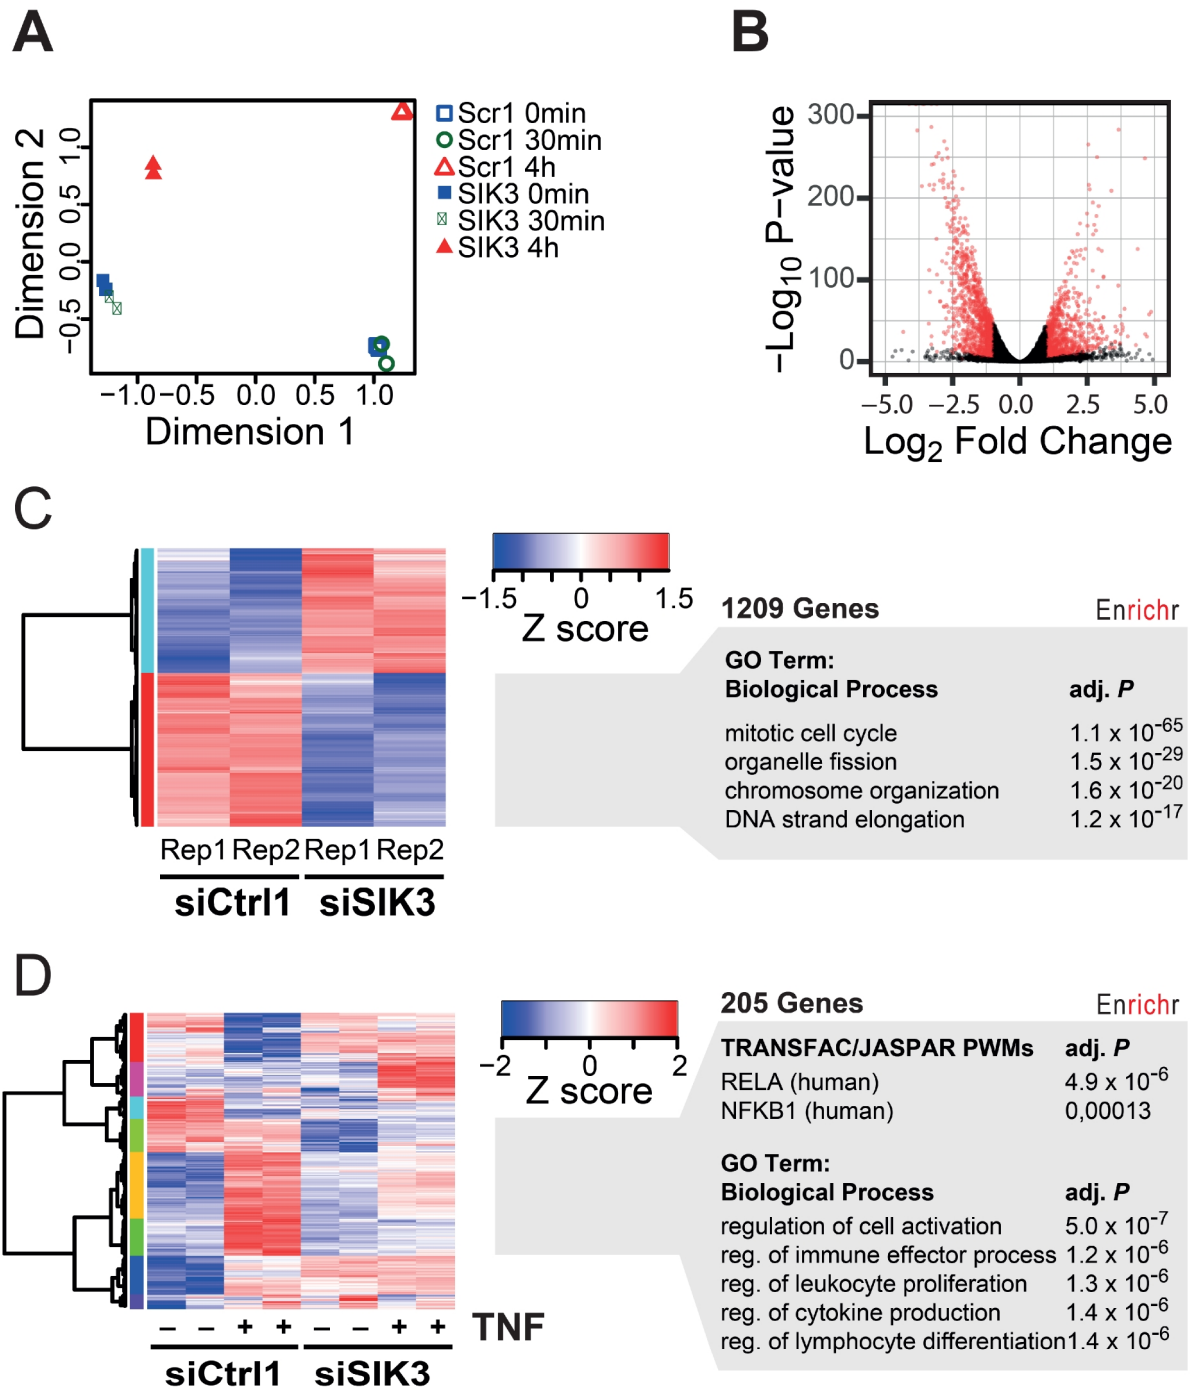 A
B
Dimension 2
1.0
0.5
0.0
−0.5
−1.0 −0.5 0.0 0.5 1.0
Dimension 1
Scr1 0min
Scr1 30min
Scr1 4h
SIK3 0min
SIK3 30min
SIK3 4h
−Log10 P−value
300
200
100
0
−5.0 −2.5 0.0 2.5 5.0
Log2 Fold Change
C
−1.5 0 1.5
Z score
Rep1 Rep2 Rep1 Rep2
siCtrl1 siSIK3
1209 Genes Enrichr
GO Term:
Biological Process adj. P
mitotic cell cycle 1.1 x 10−65
organelle fission 1.5 x 10−29
chromosome organization 1.6 x 10−20
DNA strand elongation 1.2 x 10−17
D
−2 0 2
Z score
− − + + − − + + TNF
siCtrl1 siSIK3
205 Genes Enrichr
TRANSFAC/JASPAR PWMs adj. P
RELA (human) 4.9 x 10−6
NFKB1 (human) 0,00013
GO Term:
Biological Process adj. P
regulation of cell activation 5.0 x 10−7
reg. of immune effector process 1.2 x 10−6
reg. of leukocyte proliferation 1.3 x 10−6
reg. of cytokine production 1.4 x 10−6
reg. of lymphocyte differentiation 1.4 x 10−6